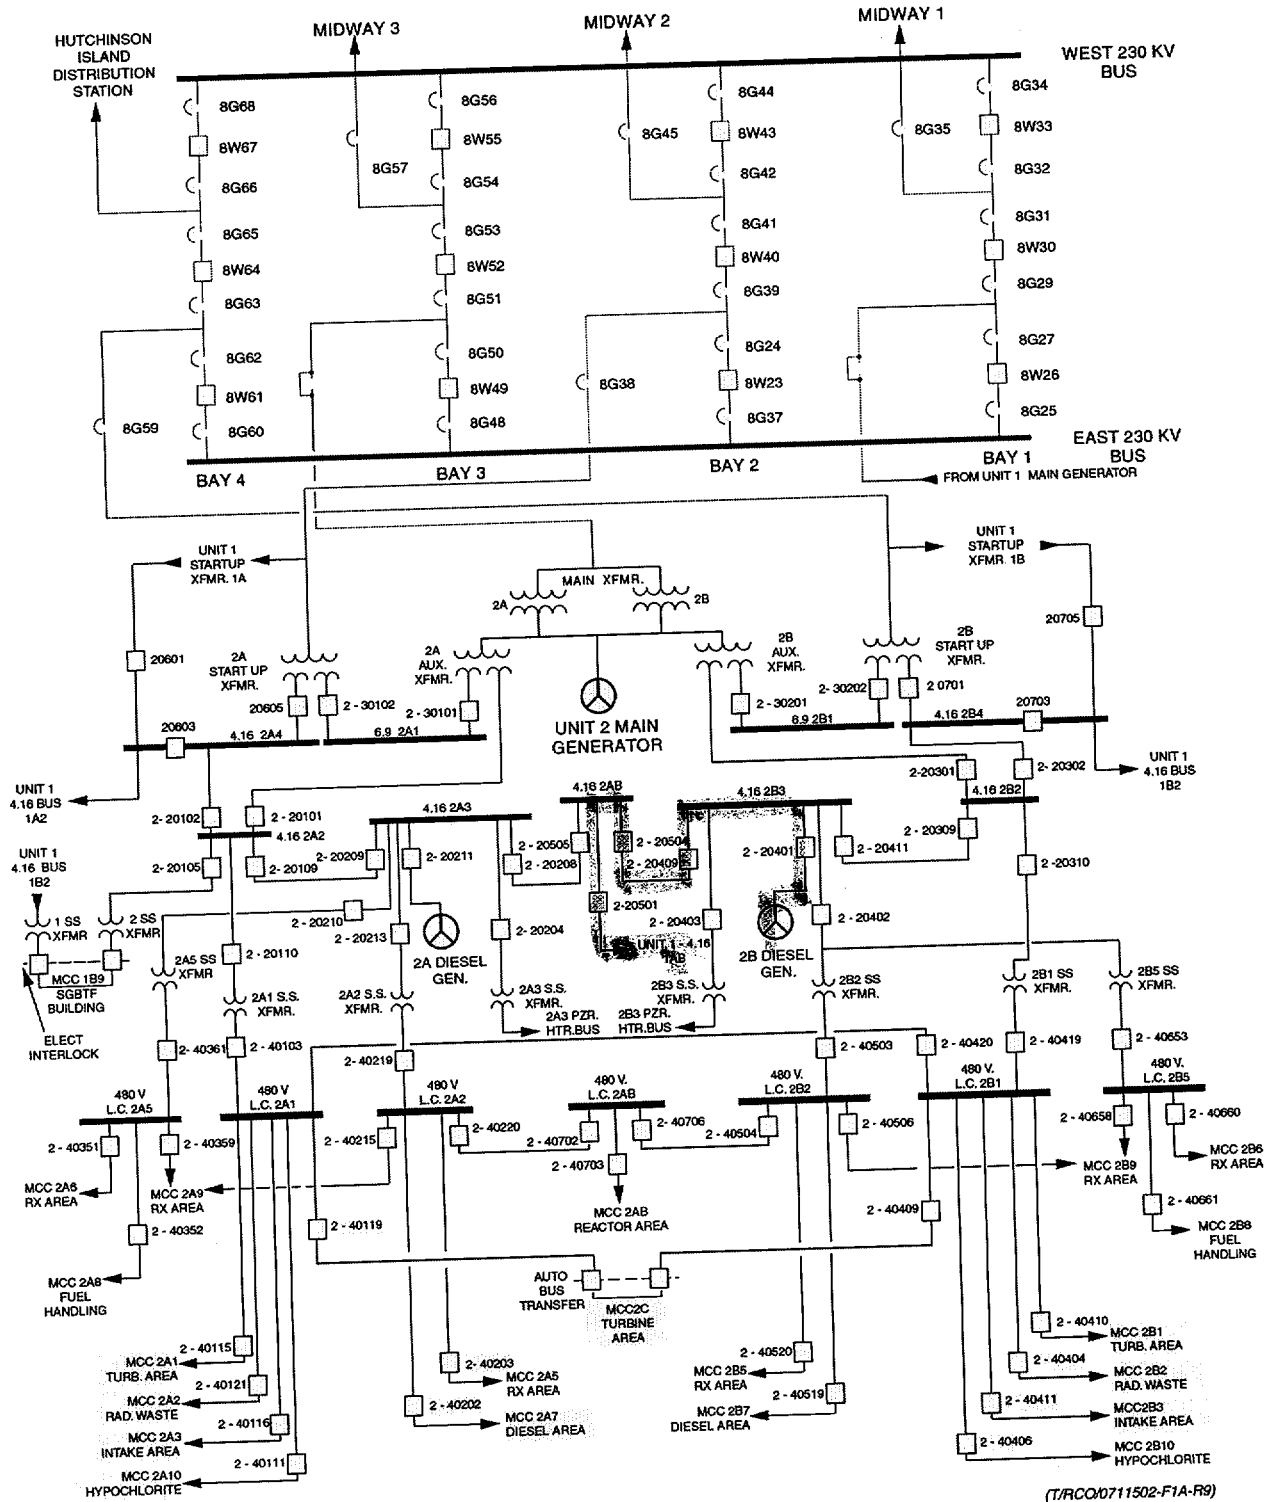 MIDWAY 3
MIDWAY 2
MIDWAY 1
HUTCHINSON
ISLAND
DISTRIBUTION
STATION
WEST 230 KV
BUS
8G68
8W67
8G66
8G65
8W64
8G63
8G62
8W61
8G60
8G59
8G57
8G56
8W55
8G54
8G53
8W52
8G51
8G50
8W49
8G48
8G45
8G44
8W43
8G42
8G41
8W40
8G39
8G38
8G24
8W23
8G37
8G35
8G34
8W33
8G32
8G31
8W30
8G29
8G27
8W26
8G25
EAST 230 KV
BUS
BAY 4
BAY 3
BAY 2
BAY 1
FROM UNIT 1 MAIN GENERATOR
UNIT 1
STARTUP
XFMR. 1A
UNIT 1
STARTUP
XFMR. 1B
MAIN XFMR.
2A
2B
20601
2A
START UP
XFMR.
2A
AUX.
XFMR.
2B
AUX.
XFMR.
2B
START UP
XFMR.
20705
20605
2 - 30102
2 - 30101
2 - 30201
2- 30202
2 0701
20703
20603
4.16 2A4
6.9 2A1
UNIT 2 MAIN
GENERATOR
6.9 2B1
4.16 2B4
UNIT 1
4.16 BUS
1A2
UNIT 1
4.16 BUS
1B2
2- 20102
2 - 20101
4.16 2A2
4.16 2A3
4.16 2AB
4.16 2B3
2-20301
2- 20302
4.16 2B2
UNIT 1
4.16 BUS
1B2
2- 20105
2 - 20109
2 - 20209
2 - 20211
2 - 20505
2 - 20208
2 - 20504
2 - 20409
2 - 20401
2 - 20411
2 - 20309
2 - 20310
1 SS
XFMR
2 SS
XFMR
2 -20210
2 - 20213
2 - 20110
2A DIESEL
GEN.
2 - 20204
2-20501
UNIT 1 - 4.16
2 - 20403
2 - 20402
2B DIESEL
GEN.
MCC 1B9
SGBTF
BUILDING
ELECT
INTERLOCK
2A5 SS
XFMR
2A1 S.S.
XFMR.
2A2 S.S.
XFMR.
2A3 S.S.
XFMR.
2A3 PZR.
HTR.BUS
2B3 S.S.
XFMR.
2B3 PZR.
HTR.BUS
2B2 SS
XFMR.
2B1 SS
XFMR.
2B5 SS
XFMR.
2- 40361
2 - 40103
2 - 40219
2 - 40503
2 - 40420
2 - 40419
2 - 40653
480 V
L.C. 2A5
480 V
L.C. 2A1
480 V
L.C. 2A2
480 V.
L.C. 2AB
480 V.
L.C. 2B2
480 V.
L.C. 2B1
480 V.
L.C. 2B5
2 - 40351
2 - 40359
2 - 40215
2 - 40220
2 - 40702
2 - 40706
2 - 40504
2 - 40506
2 - 40658
2 - 40660
2 - 40703
MCC 2A6
RX AREA
MCC 2A9
RX AREA
MCC 2AB
REACTOR AREA
MCC 2B9
RX AREA
MCC 2B6
RX AREA
2 - 40352
2 - 40119
2 - 40409
2 - 40661
MCC 2A8
FUEL
HANDLING
MCC 2B8
FUEL
HANDLING
AUTO
BUS
TRANSFER
MCC2C
TURBINE
AREA
2 - 40115
MCC 2A1
TURB. AREA
2 - 40121
MCC 2A2
RAD. WASTE
2 - 40116
MCC 2A3
INTAKE AREA
2 - 40111
MCC 2A10
HYPOCHLORITE
2- 40203
MCC 2A5
RX AREA
2 - 40202
MCC 2A7
DIESEL AREA
2 - 40520
MCC 2B5
RX AREA
2 - 40519
MCC 2B7
DIESEL AREA
2 - 40410
MCC 2B1
TURB. AREA
2 - 40404
MCC 2B2
RAD. WASTE
2 - 40411
MCC2B3
INTAKE AREA
2 - 40406
MCC 2B10
HYPOCHLORITE
(T/RCO/0711502-F1A-R9)